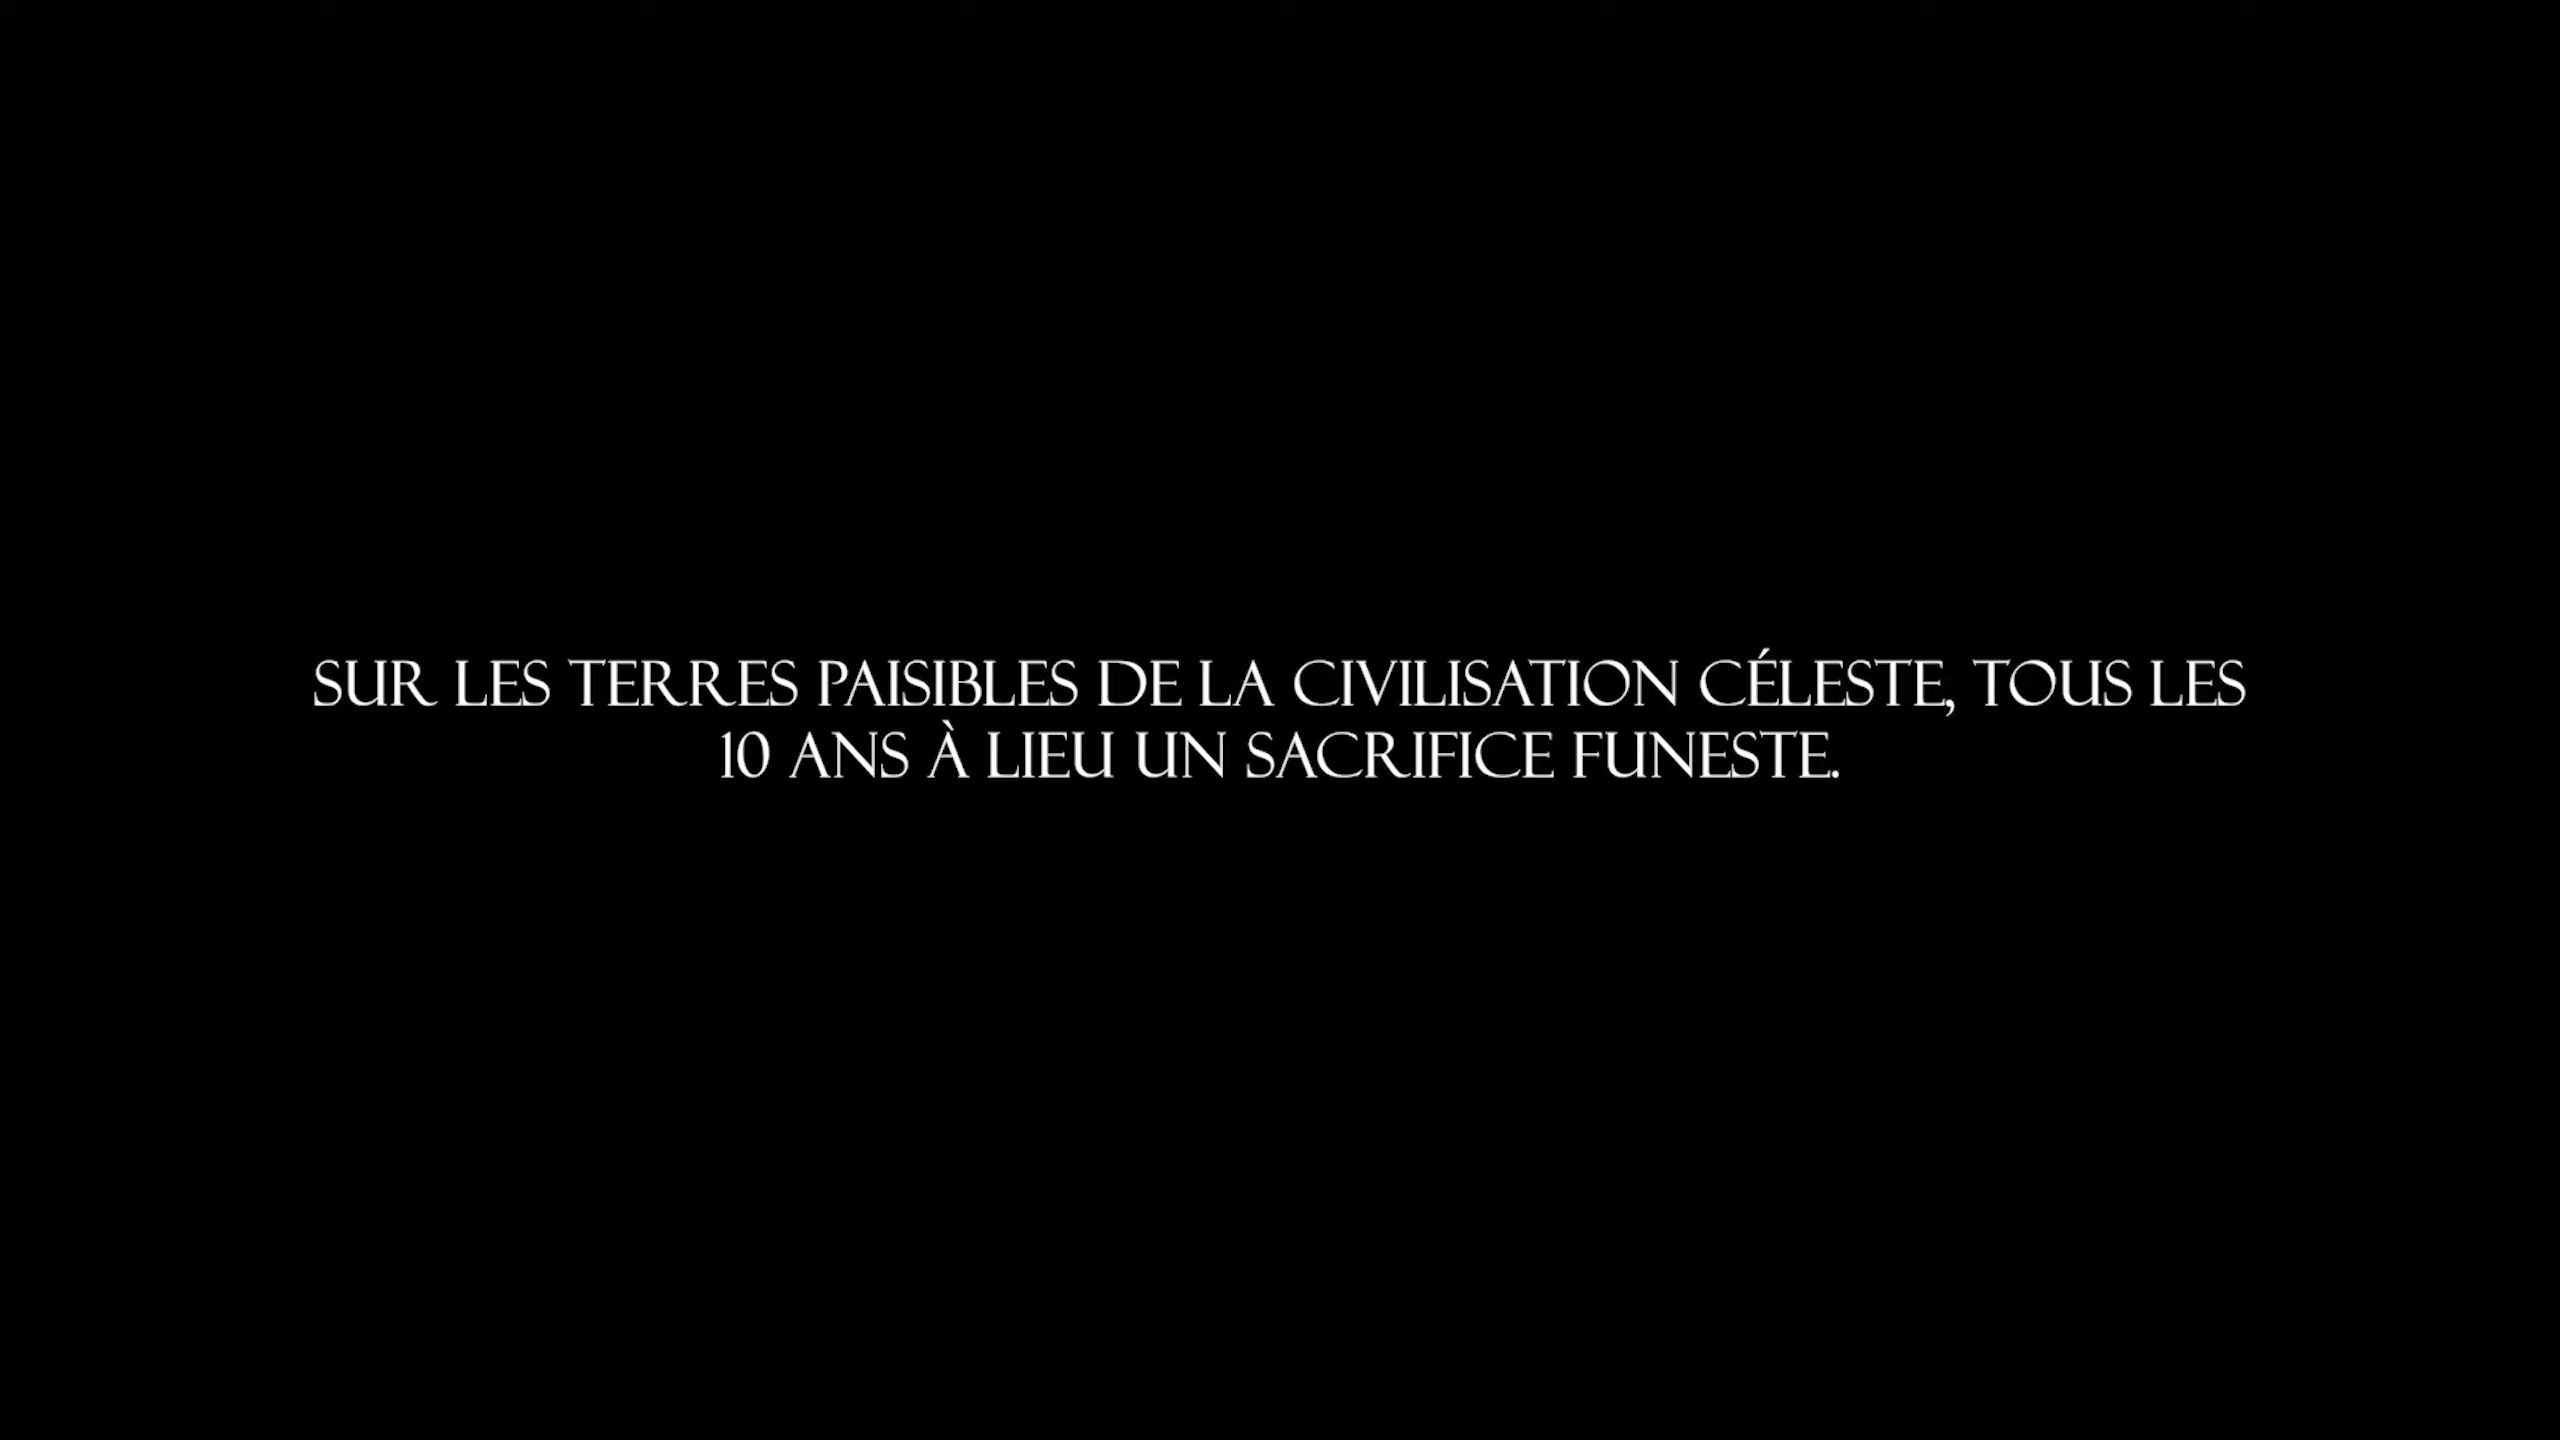 SUR LES TERRES PAISIBLES DE LA CIVILISATION CÉLESTE, TOUS LES
10 ANS À LIEU UN SACRIFICE FUNESTE.